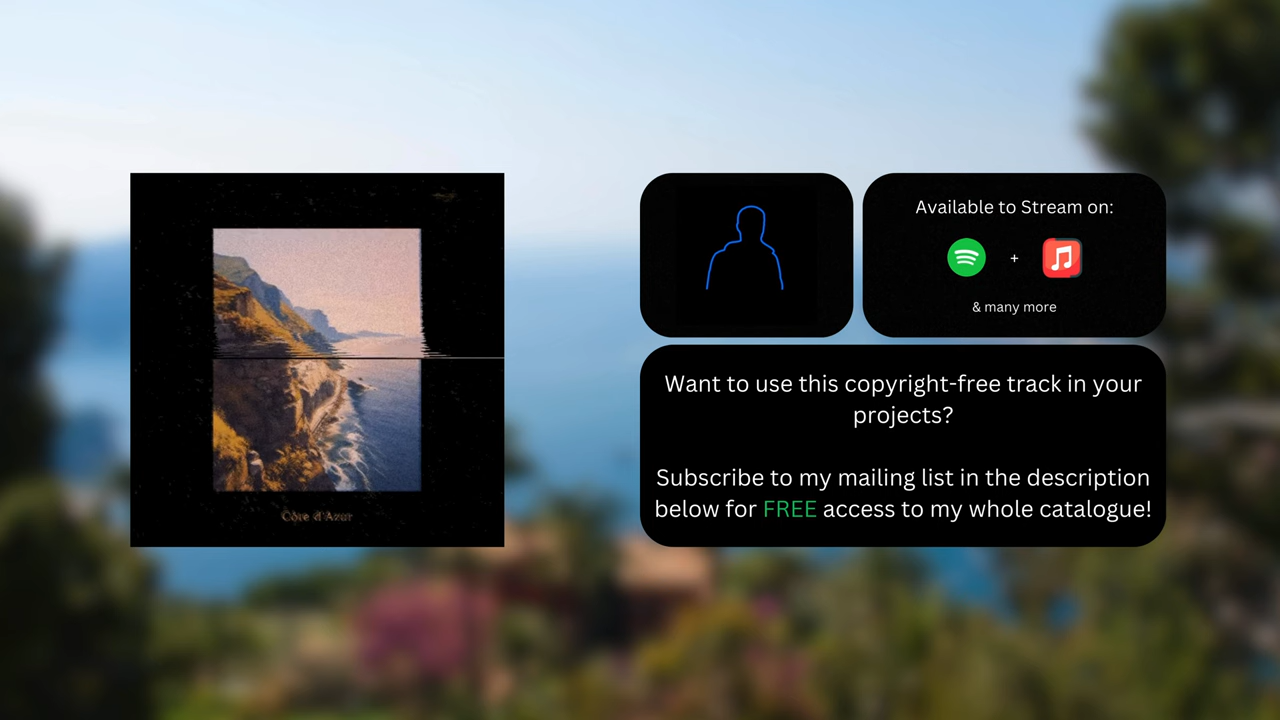 Côte d'Azur
Available to Stream on:
+
& many more
Want to use this copyright-free track in your
projects?
Subscribe to my mailing list in the description
below for FREE access to my whole catalogue!